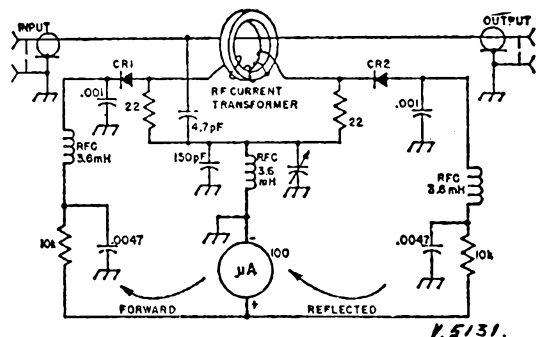 INPUT
OUTPUT
CR1
CR2
.001
22
RF CURRENT
TRANSFORMER
4.7pF
22
.001
RFC
3.6mH
150pF
RFC
3.6
mH
RFC
3.6mH
10k
.0047
-
100
μA
+
.0047
10k
FORWARD
REFLECTED
V.5131.